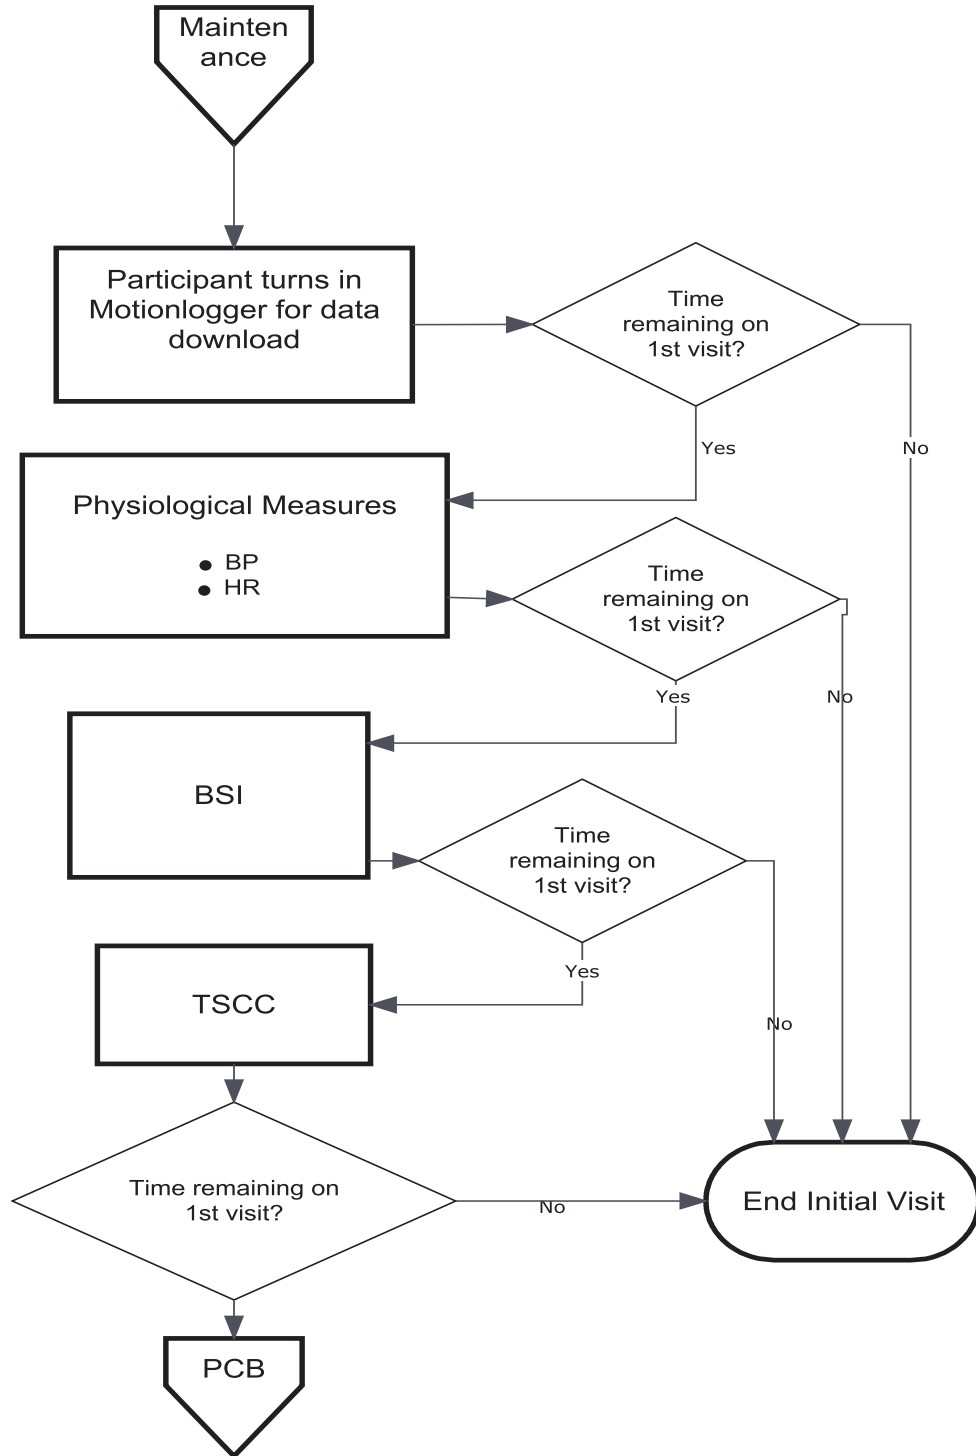 Mainten
ance
Participant turns in
Motionlogger for data
download
Time
remaining on
1st visit?
Yes
No
Physiological Measures
● BP
● HR
Time
remaining on
1st visit?
Yes
No
BSI
Time
remaining on
1st visit?
Yes
No
TSCC
Time remaining on
1st visit?
No
End Initial Visit
PCB